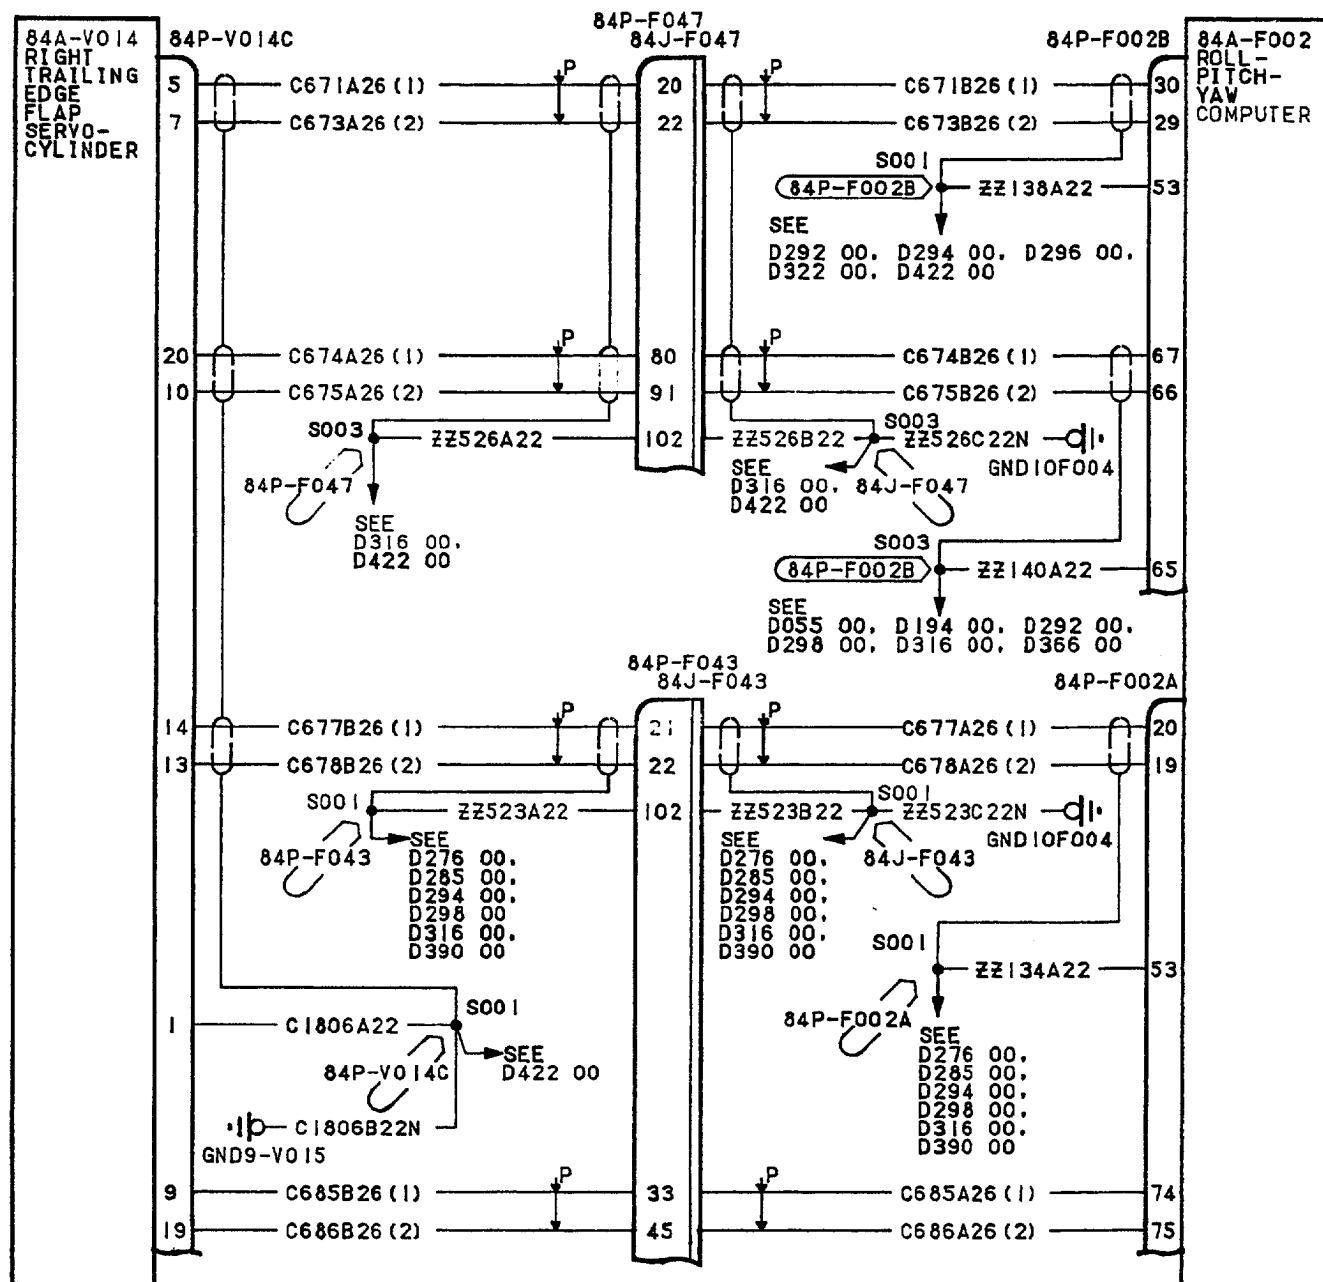 84P-F047
84J-F047
84A-V014
RIGHT
TRAILING
EDGE
FLAP
SERVO-
CYLINDER
84P-V014C
84P-F002B
84A-F002
ROLL-
PITCH-
YAW
COMPUTER
5 C671A26(1) P 20 P C671B26(1) 30
7 C673A26(2) 22 C673B26(2) 29
S001
84P-F002B ZZ138A22 53
SEE
D292 00, D294 00, D296 00,
D322 00, D422 00
20 C674A26(1) P 80 P C674B26(1) 67
10 C675A26(2) 91 C675B26(2) 66
S003 ZZ526A22 102 ZZ526B22 S003 ZZ526C22N
GND10F004
84P-F047
SEE
D316 00,
D422 00
SEE
D316 00,
D422 00
84J-F047
S003
84P-F002B ZZ140A22 65
SEE
D055 00, D194 00, D292 00,
D298 00, D316 00, D366 00
84P-F043
84J-F043
84P-F002A
14 C677B26(1) P 21 P C677A26(1) 20
13 C678B26(2) 22 C678A26(2) 19
S001 ZZ523A22 102 ZZ523B22 S001 ZZ523C22N
GND10F004
84P-F043
SEE
D276 00,
D285 00,
D294 00,
D298 00
D316 00,
D390 00
SEE
D276 00,
D285 00,
D294 00,
D298 00,
D316 00,
D390 00
84J-F043
S001
ZZ134A22 53
84P-F002A
SEE
D276 00,
D285 00,
D294 00,
D298 00,
D316 00,
D390 00
S001
1 C1806A22
84P-V014C
SEE
D422 00
C1806B22N
GND9-V015
9 C685B26(1) P 33 P C685A26(1) 74
19 C686B26(2) 45 C686A26(2) 75